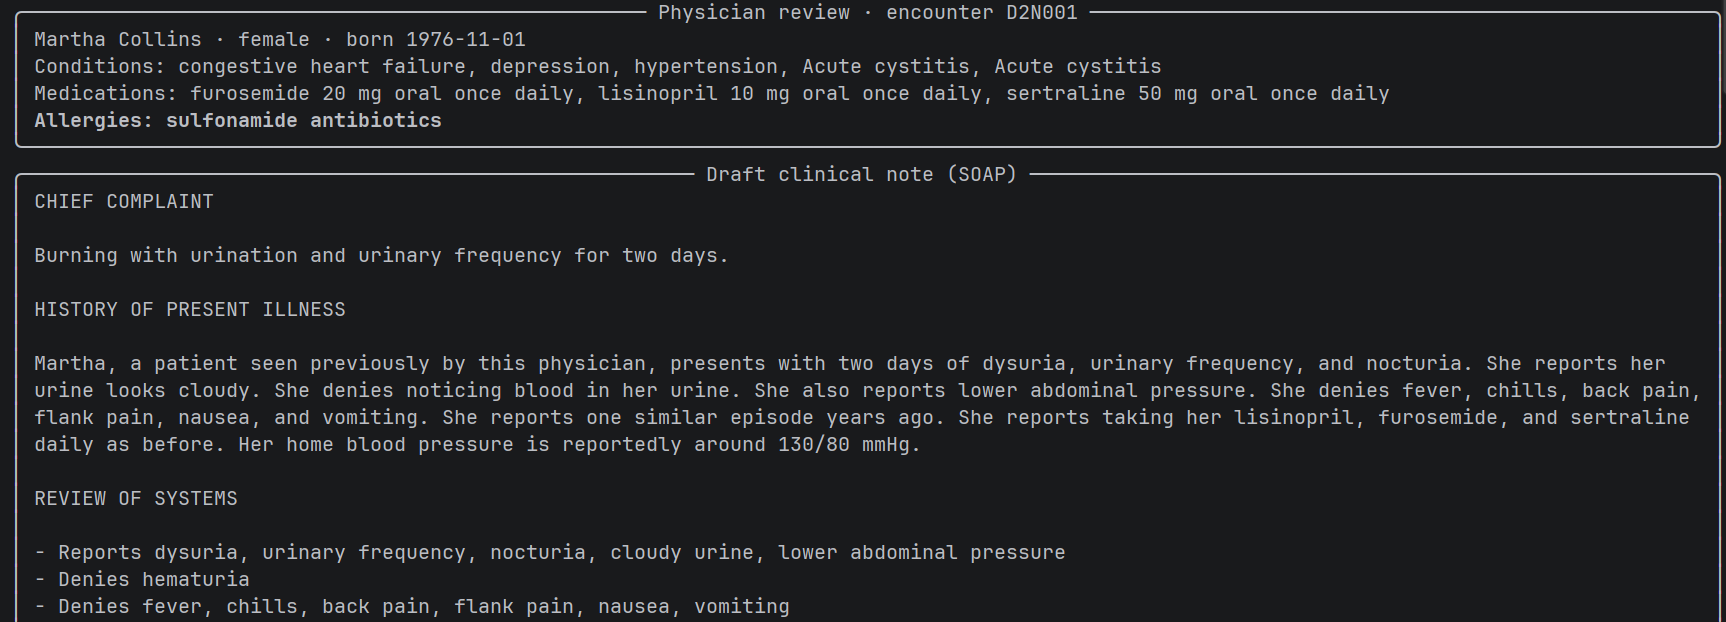 Physician review · encounter D2N001
Martha Collins · female · born 1976-11-01
Conditions: congestive heart failure, depression, hypertension, Acute cystitis, Acute cystitis
Medications: furosemide 20 mg oral once daily, lisinopril 10 mg oral once daily, sertraline 50 mg oral once daily
Allergies: sulfonamide antibiotics
Draft clinical note (SOAP)
CHIEF COMPLAINT
Burning with urination and urinary frequency for two days.
HISTORY OF PRESENT ILLNESS
Martha, a patient seen previously by this physician, presents with two days of dysuria, urinary frequency, and nocturia. She reports her
urine looks cloudy. She denies noticing blood in her urine. She also reports lower abdominal pressure. She denies fever, chills, back pain,
flank pain, nausea, and vomiting. She reports one similar episode years ago. She reports taking her lisinopril, furosemide, and sertraline
daily as before. Her home blood pressure is reportedly around 130/80 mmHg.
REVIEW OF SYSTEMS
- Reports dysuria, urinary frequency, nocturia, cloudy urine, lower abdominal pressure
- Denies hematuria
- Denies fever, chills, back pain, flank pain, nausea, vomiting